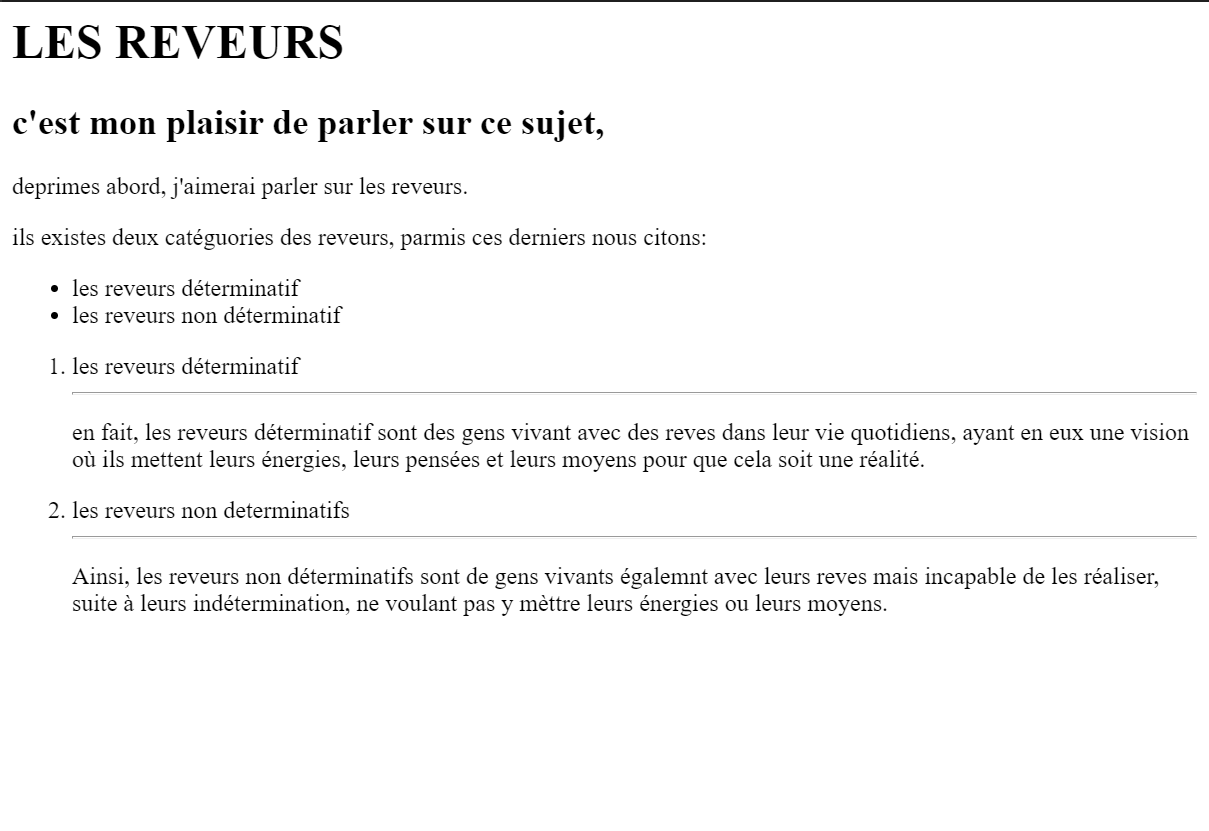 LES REVEURS
c'est mon plaisir de parler sur ce sujet,
deprimes abord, j'aimerai parler sur les reveurs.
ils existes deux catéguories des reveurs, parmis ces derniers nous citons:
• les reveurs déterminatif
• les reveurs non déterminatif
1. les reveurs déterminatif
en fait, les reveurs déterminatif sont des gens vivant avec des reves dans leur vie quotidiens, ayant en eux une vision
où ils mettent leurs énergies, leurs pensées et leurs moyens pour que cela soit une réalité.
2. les reveurs non determinatifs
Ainsi, les reveurs non déterminatifs sont de gens vivants égalemnt avec leurs reves mais incapable de les réaliser,
suite à leurs indétermination, ne voulant pas y mèttre leurs énergies ou leurs moyens.